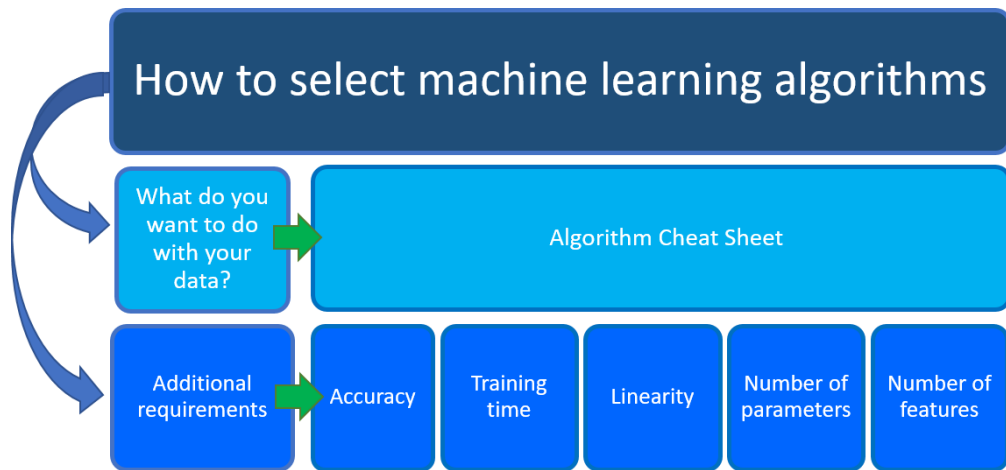 How to select machine learning algorithms
What do you
want to do
with your
data?
Algorithm Cheat Sheet
Additional
requirements
Accuracy
Training
time
Linearity
Number of
parameters
Number of
features